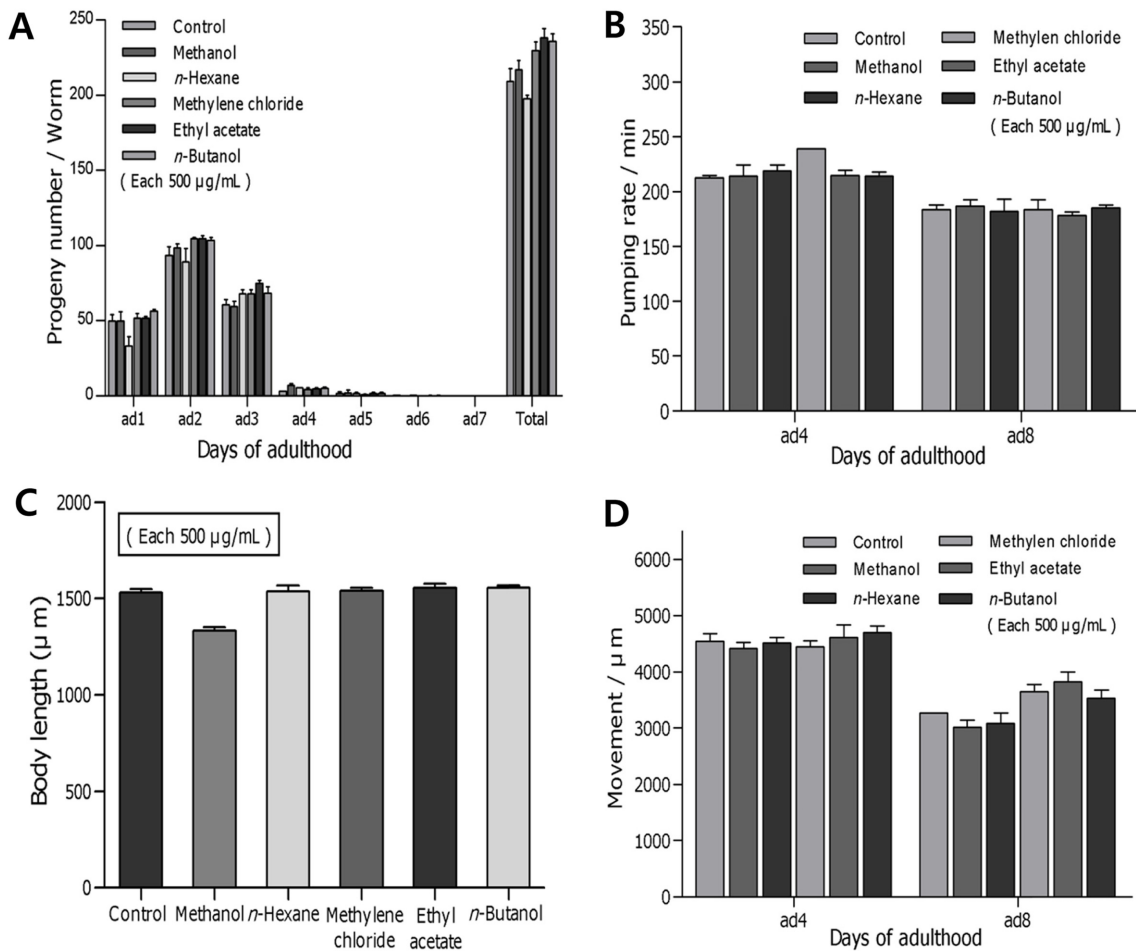 A
Progeny number / Worm
250
200
150
100
50
0
Control
Methanol
n-Hexane
Methylene chloride
Ethyl acetate
n-Butanol
( Each 500 µg/mL )
ad1 ad2 ad3 ad4 ad5 ad6 ad7 Total
Days of adulthood
B
Pumping rate / min
350
300
250
200
150
100
50
0
Control
Methanol
n-Hexane
Methylen chloride
Ethyl acetate
n-Butanol
( Each 500 µg/mL )
ad4 ad8
Days of adulthood
C
Body length (µ m)
2000
1500
1000
500
0
( Each 500 µg/mL )
Control Methanol n-Hexane Methylene Ethyl n-Butanol
chloride acetate
D
Movement / µ m
6000
5000
4000
3000
2000
1000
0
Control
Methanol
n-Hexane
Methylen chloride
Ethyl acetate
n-Butanol
( Each 500 µg/mL )
ad4 ad8
Days of adulthood